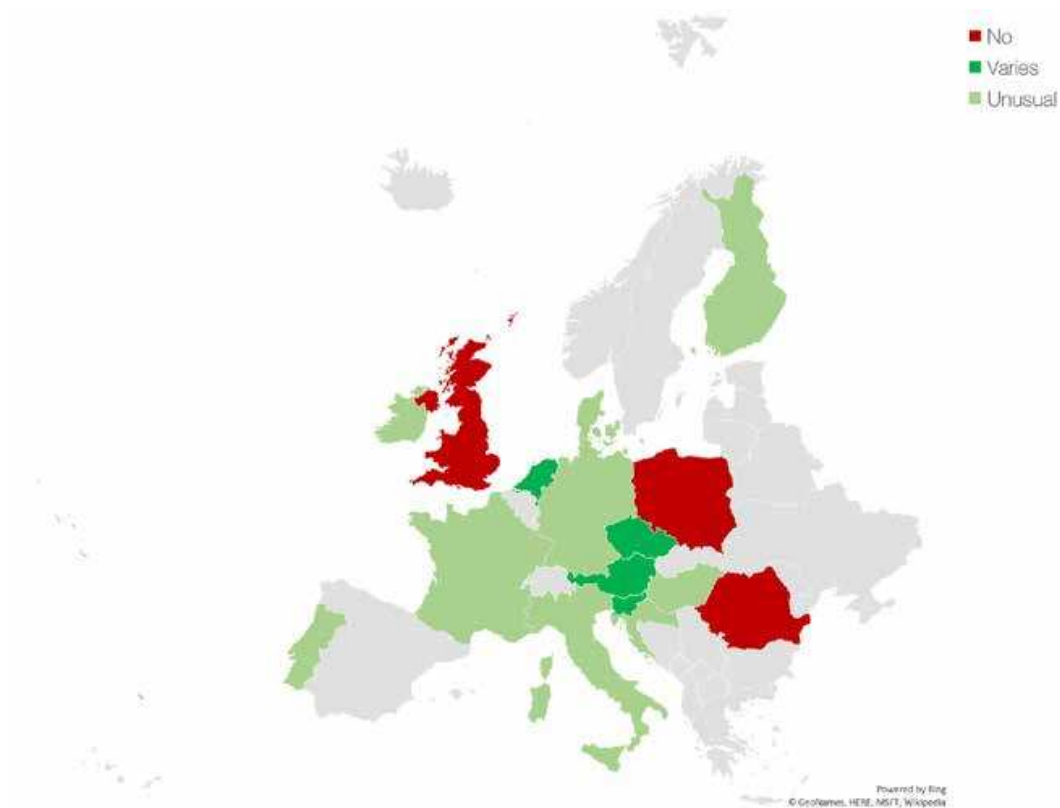 No
Varies
Unusual
Powered by Bing
© GeoNames, HERE, MSFT, Wikipedia